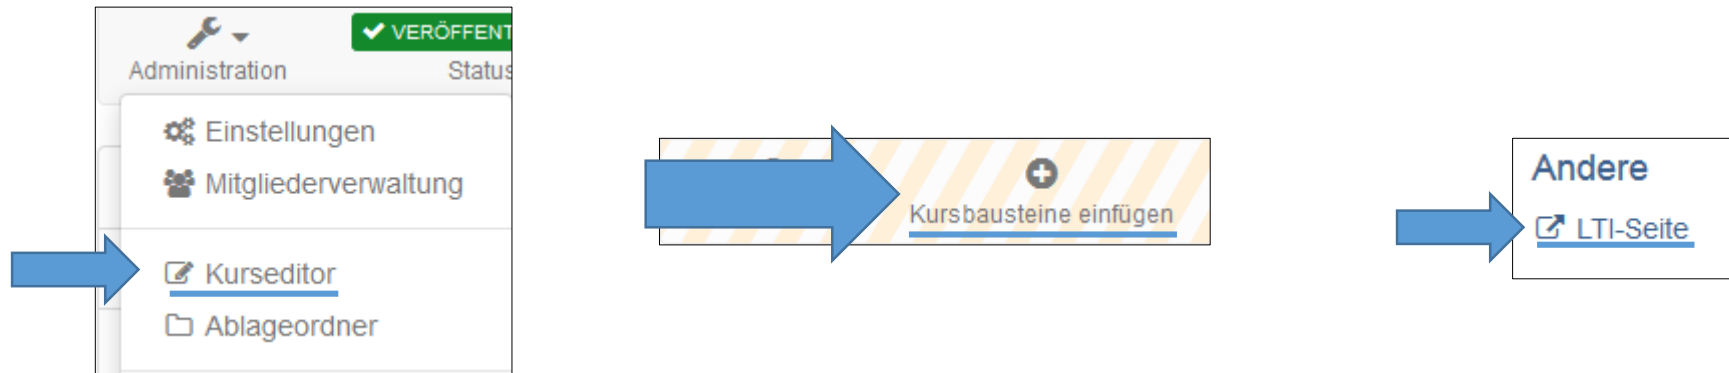 VERÖFFENT
Administration
Status
Einstellungen
Mitgliederverwaltung
Kurseditor
Ablageordner
Kursbausteine einfügen
Andere
LTI-Seite